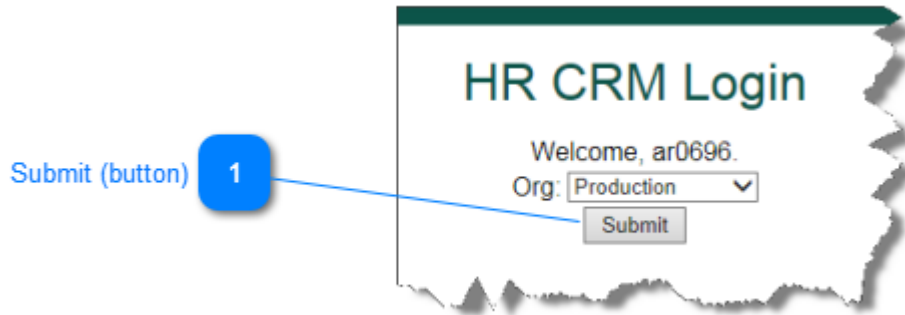 HR CRM Login
Welcome, ar0696.
Org: Production
Submit (button) 1
Submit